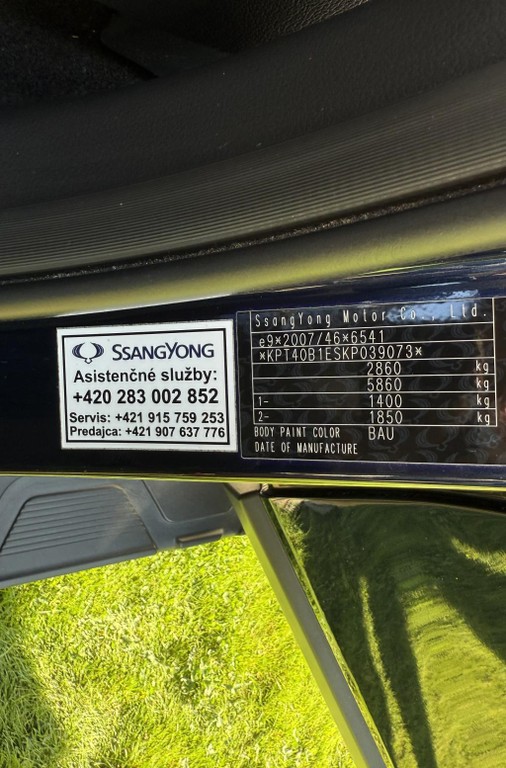 SSANGYONG
Asistenčné služby:
+420 283 002 852
Servis: +421 915 759 253
Predajca: +421 907 637 776
SsangYong Motor Co., Ltd.
e9*2007/46*6541
*KPT40B1ESKP039073*
2860 kg
5860 kg
1- 1400 kg
2- 1850 kg
BODY PAINT COLOR BAU
DATE OF MANUFACTURE